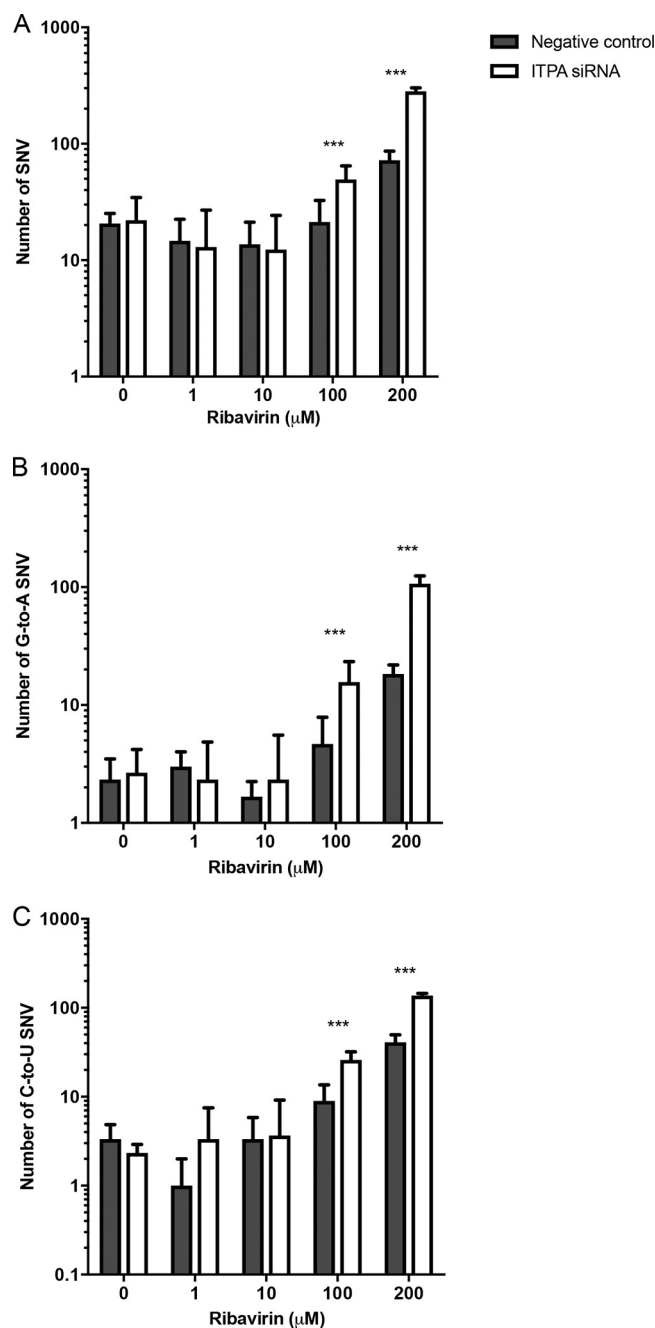 A
1000
100
10
1
Number of SNV
***
***
0 1 10 100 200
Ribavirin (μM)
Negative control
ITPA siRNA
B
1000
100
10
1
Number of G-to-A SNV
***
***
0 1 10 100 200
Ribavirin (μM)
C
1000
100
10
1
0.1
Number of C-to-U SNV
***
***
0 1 10 100 200
Ribavirin (μM)